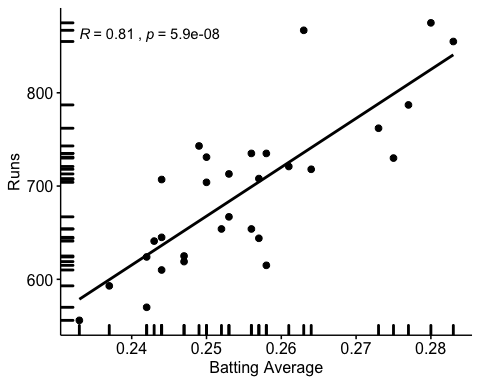 R = 0.81 , p = 5.9e-08
800
700
600
Runs
0.24 0.25 0.26 0.27 0.28
Batting Average